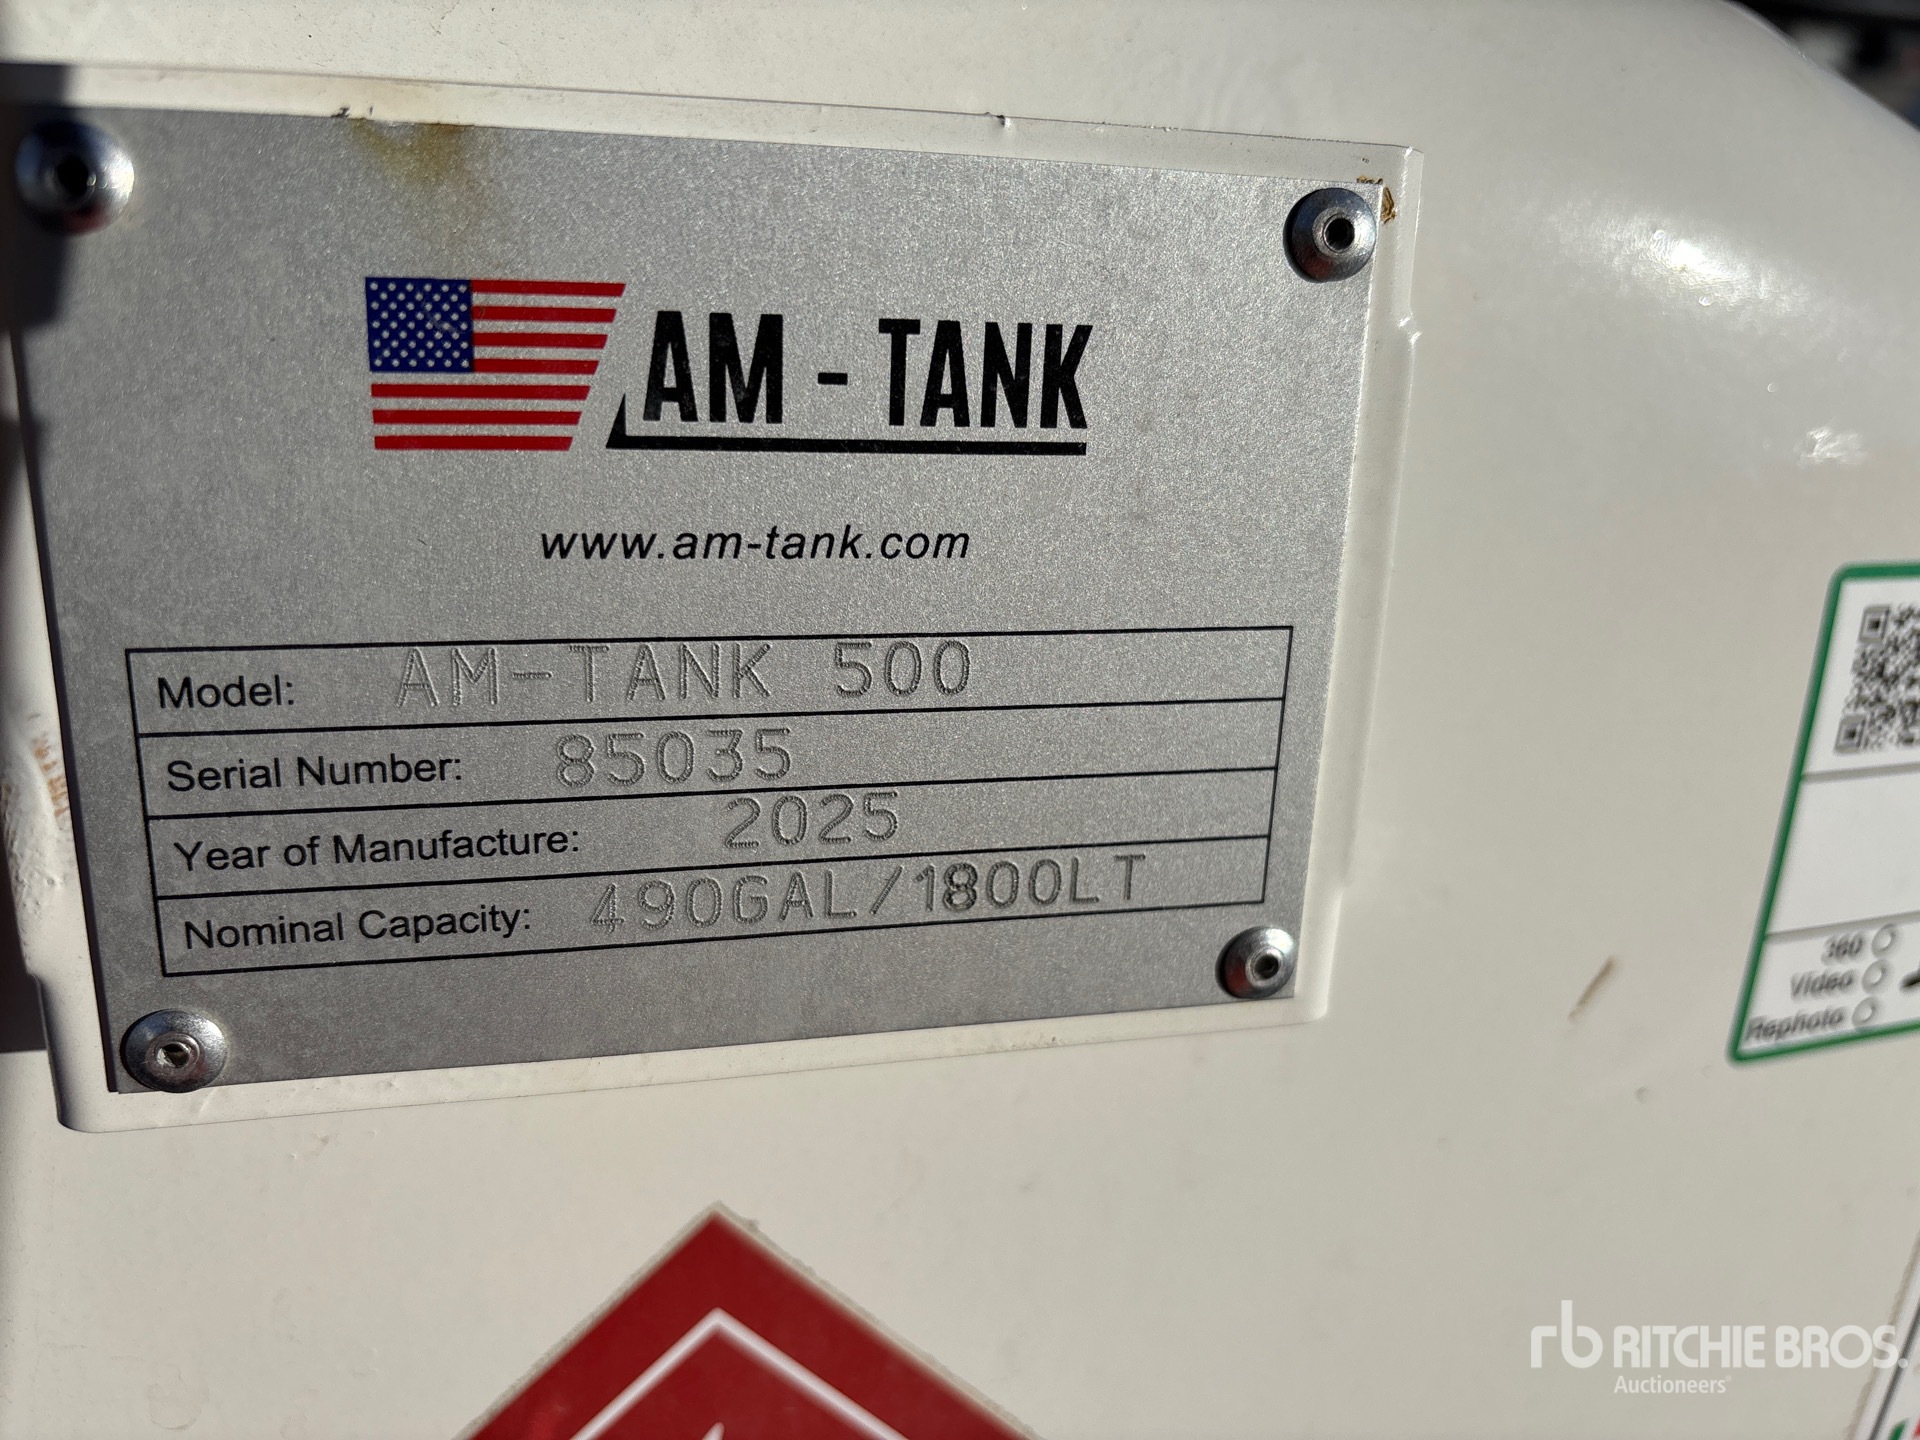 AM - TANK
www.am-tank.com
Model: AM-TANK 500
Serial Number: 85035
Year of Manufacture: 2025
Nominal Capacity: 490GAL/1800LT
360
Video
Rephoto
rb RITCHIE BROS.
Auctioneers